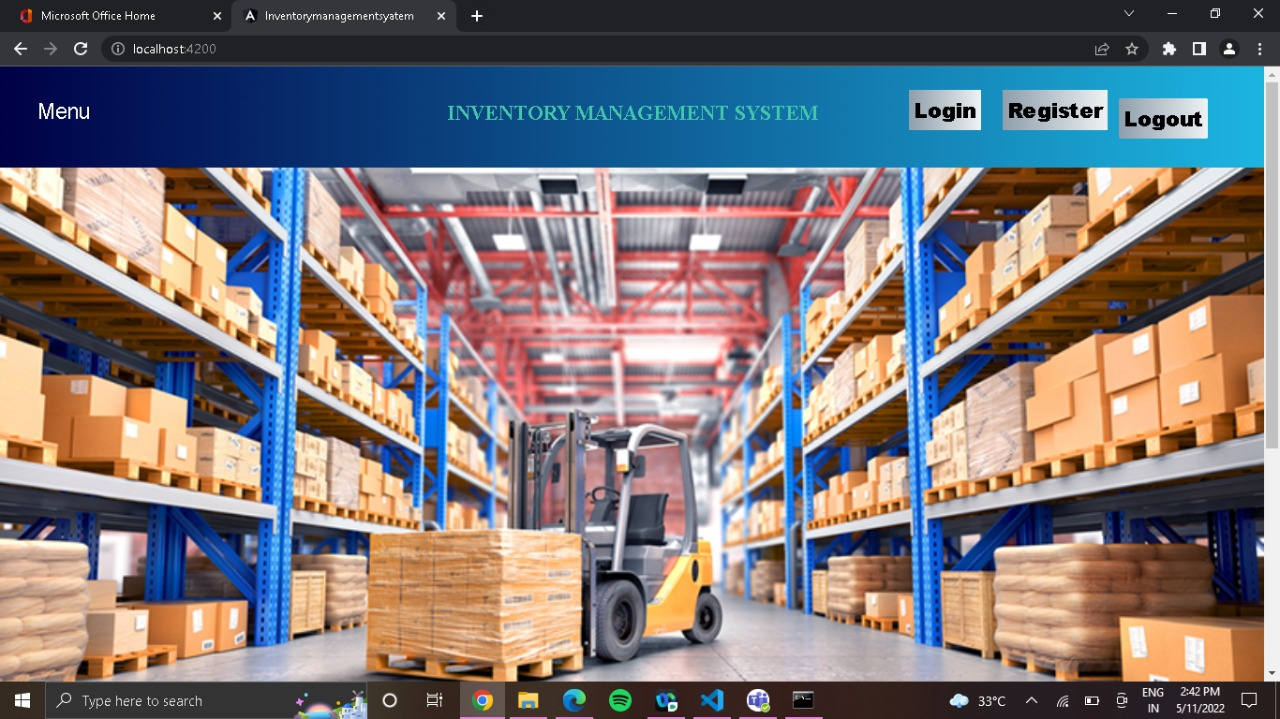 Microsoft Office Home
Inventorymanagementsyatem
localhost:4200
Menu
INVENTORY MANAGEMENT SYSTEM
Login
Register
Logout
Type here to search
33°C
ENG
IN
2:42 PM
5/11/2022